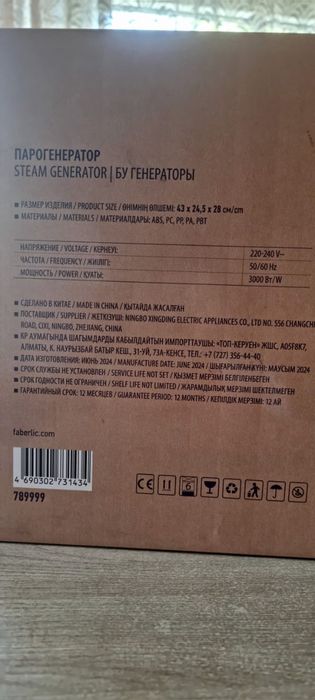 ПАРОГЕНЕРАТОР
STEAM GENERATOR | БУ ГЕНЕРАТОРЫ
РАЗМЕР ИЗДЕЛИЯ / PRODUCT SIZE / ӨНІМНІҢ ӨЛШЕМІ: 43 x 24,5 x 28 см/cm
МАТЕРИАЛЫ / MATERIALS / МАТЕРИАЛДАРЫ: ABS, PC, PP, PA, PBT
НАПРЯЖЕНИЕ / VOLTAGE / КЕРНЕУІ: 220-240 V~
ЧАСТОТА / FREQUENCY / ЖИІЛІГІ: 50/60 Hz
МОЩНОСТЬ / POWER / ҚУАТЫ: 3000 Вт/W
СДЕЛАНО В КИТАЕ / MADE IN CHINA / ҚЫТАЙДА ЖАСАЛҒАН
ПОСТАВЩИК / SUPPLIER / ЖЕТКІЗУШІ: NINGBO XINGDING ELECTRIC APPLIANCES CO., LTD NO. 556 CHANGCHI
ROAD, CIXI, NINGBO, ZHEJIANG, CHINA
ҚР АУМАҒЫНДА ШАҒЫМДАРДЫ ҚАБЫЛДАЙТЫН ИМПОРТТАУШЫ: «ТОП-КЕРУЕН» ЖШС, A05F8K7,
АЛМАТЫ, К. НАУРЫЗБАЙ БАТЫР КЕШ., 31-УЙ, 73А-КЕНСЕ, ТЕЛ.: +7 (727) 356-44-40
ДАТА ИЗГОТОВЛЕНИЯ: ИЮНЬ 2024 / MANUFACTURE DATE: JUNE 2024 / ШЫҒАРЫЛҒАН КҮНІ: МАУСЫМ 2024
СРОК СЛУЖБЫ НЕ УСТАНОВЛЕН / SERVICE LIFE NOT SET / ҚЫЗМЕТ МЕРЗІМІ БЕЛГІЛЕНБЕГЕН
СРОК ГОДНОСТИ НЕ ОГРАНИЧЕН / SHELF LIFE NOT LIMITED / ЖАРАМДЫЛЫҚ МЕРЗІМІ ШЕКТЕЛМЕГЕН
ГАРАНТИЙНЫЙ СРОК: 12 МЕСЯЦЕВ / GUARANTEE PERIOD: 12 MONTHS / КЕПІЛДІК МЕРЗІМІ: 12 АЙ
faberlic.com
4 690302 731434
CE
6
789999